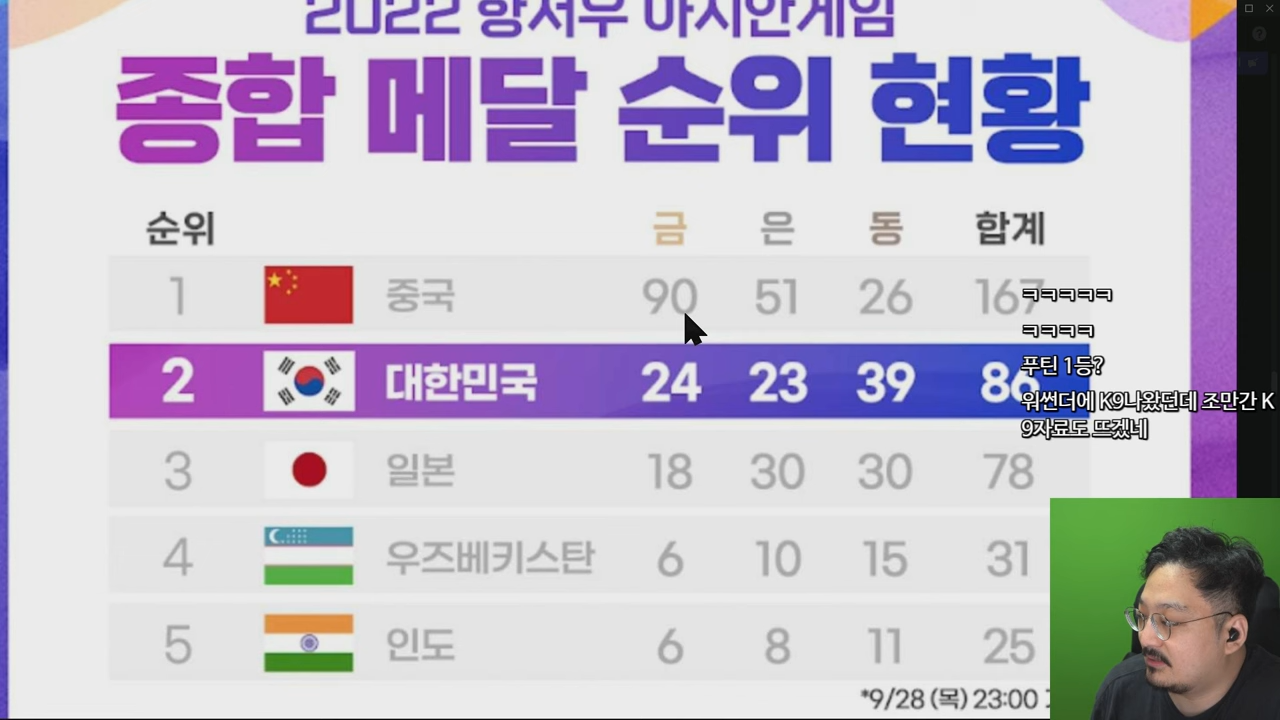 2022 항저우 아시안게임
종합 메달 순위 현황
순위 금 은 동 합계
1 중국 90 51 26 167
2 대한민국 24 23 39 86
3 일본 18 30 30 78
4 우즈베키스탄 6 10 15 31
5 인도 6 8 11 25
*9/28 (목) 23:00
ㅋㅋㅋㅋㅋ
ㅋㅋㅋㅋ
푸틴 1등?
워썬더에 K9나왔던데 조만간 K
9자료도 뜨겠네